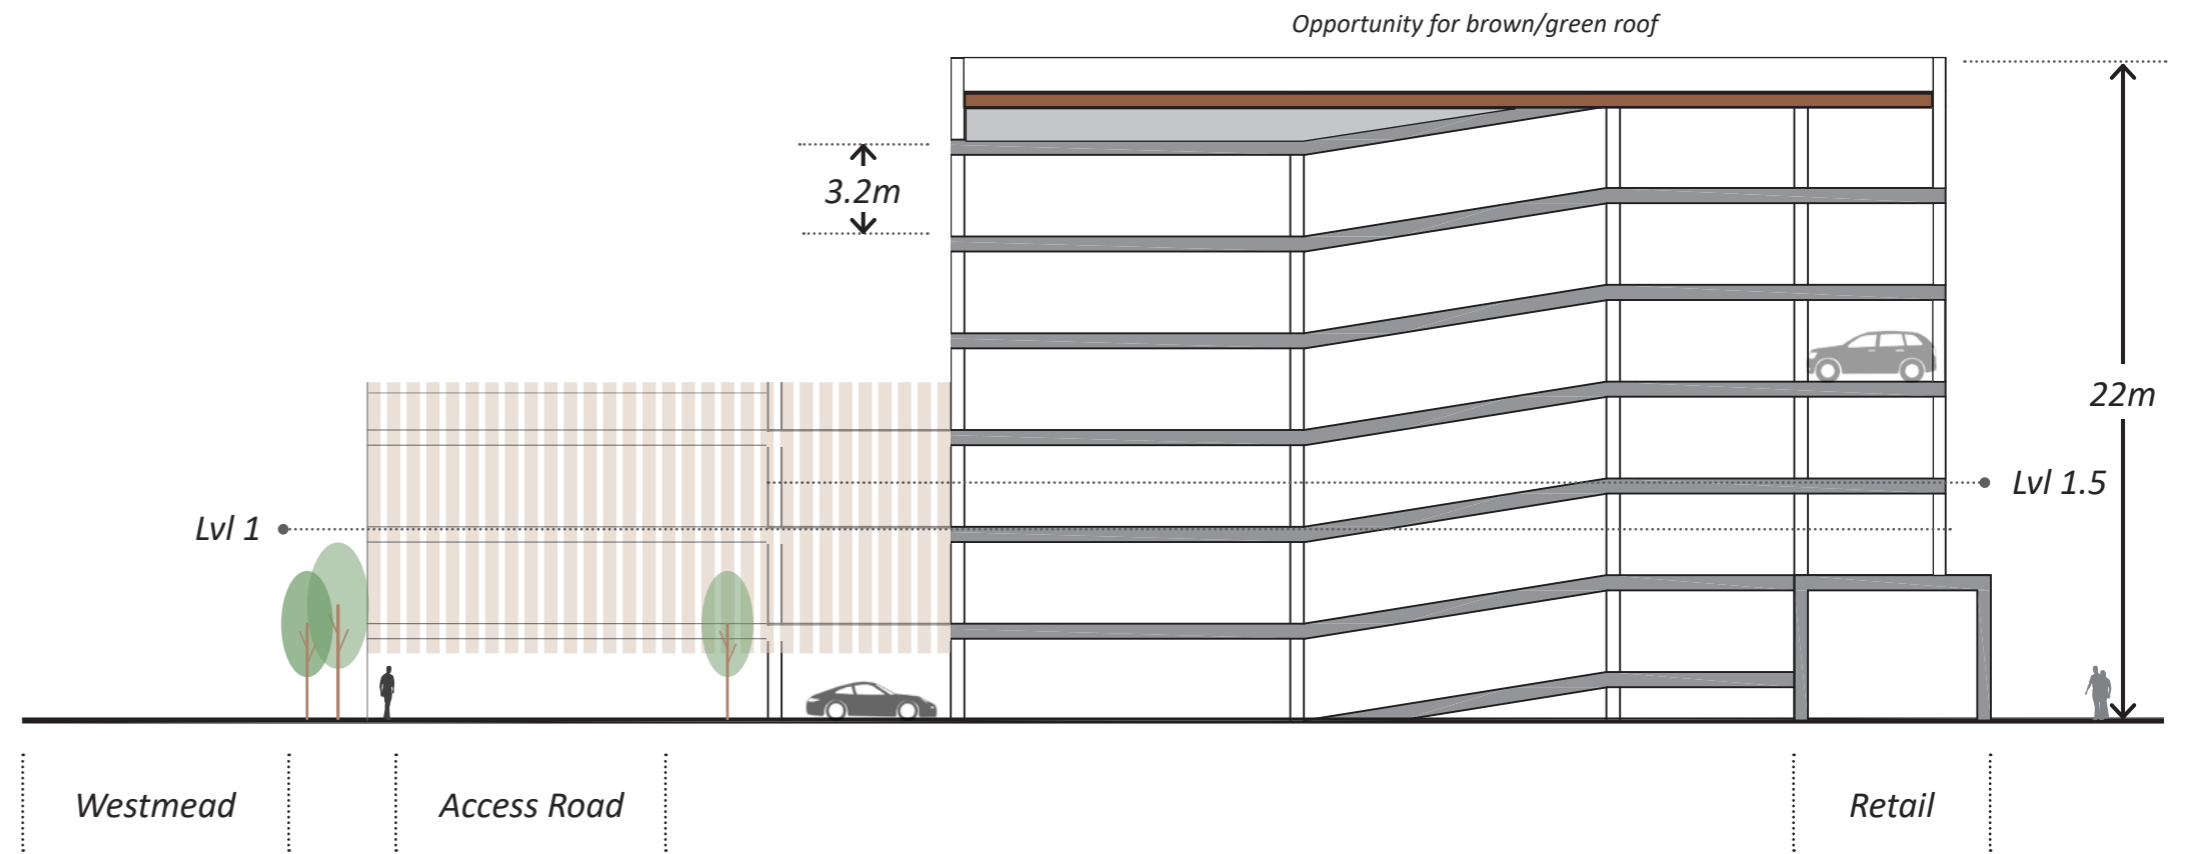 Opportunity for brown/green roof
3.2m
22m
Lvl 1.5
Lvl 1
Westmead
Access Road
Retail